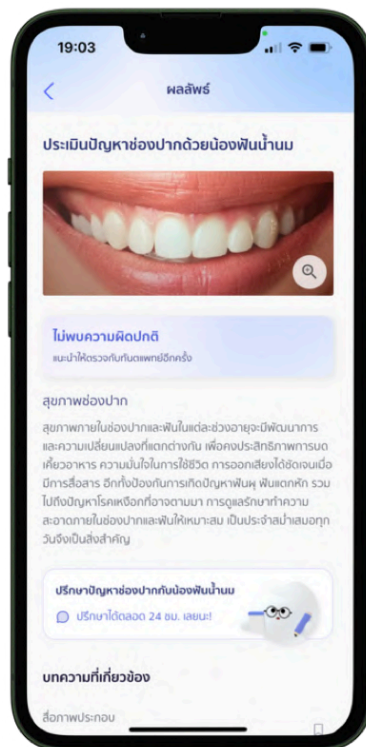 19:03
ผลลัพธ์
ประเมินปัญหาช่องปากด้วยน้องฟันน้ำนม
ไม่พบความผิดปกติ
แนะนำให้ตรวจกับทันตแพทย์อีกครั้ง
สุขภาพช่องปาก
สุขภาพภายในช่องปากและฟันในแต่ละช่วงอายุจะมีพัฒนาการ
และความเปลี่ยนแปลงที่แตกต่างกัน เพื่อคงประสิทธิภาพการบด
เคี้ยวอาหาร ความมั่นใจในการใช้ชีวิต การออกเสียงได้ชัดเจนเมื่อ
มีการสื่อสาร อีกทั้งป้องกันการเกิดปัญหาฟันผุ ฟันแตกหัก รวม
ไปถึงปัญหาโรคเหงือกที่อาจตามมา การดูแลรักษาทำความ
สะอาดภายในช่องปากและฟันให้เหมาะสม เป็นประจำสม่ำเสมอทุก
วันจึงเป็นสิ่งสำคัญ
ปรึกษาปัญหาช่องปากกับน้องฟันน้ำนม
ปรึกษาได้ตลอด 24 ชม. เลยนะ!
บทความที่เกี่ยวข้อง
สื่อภาพประกอบ